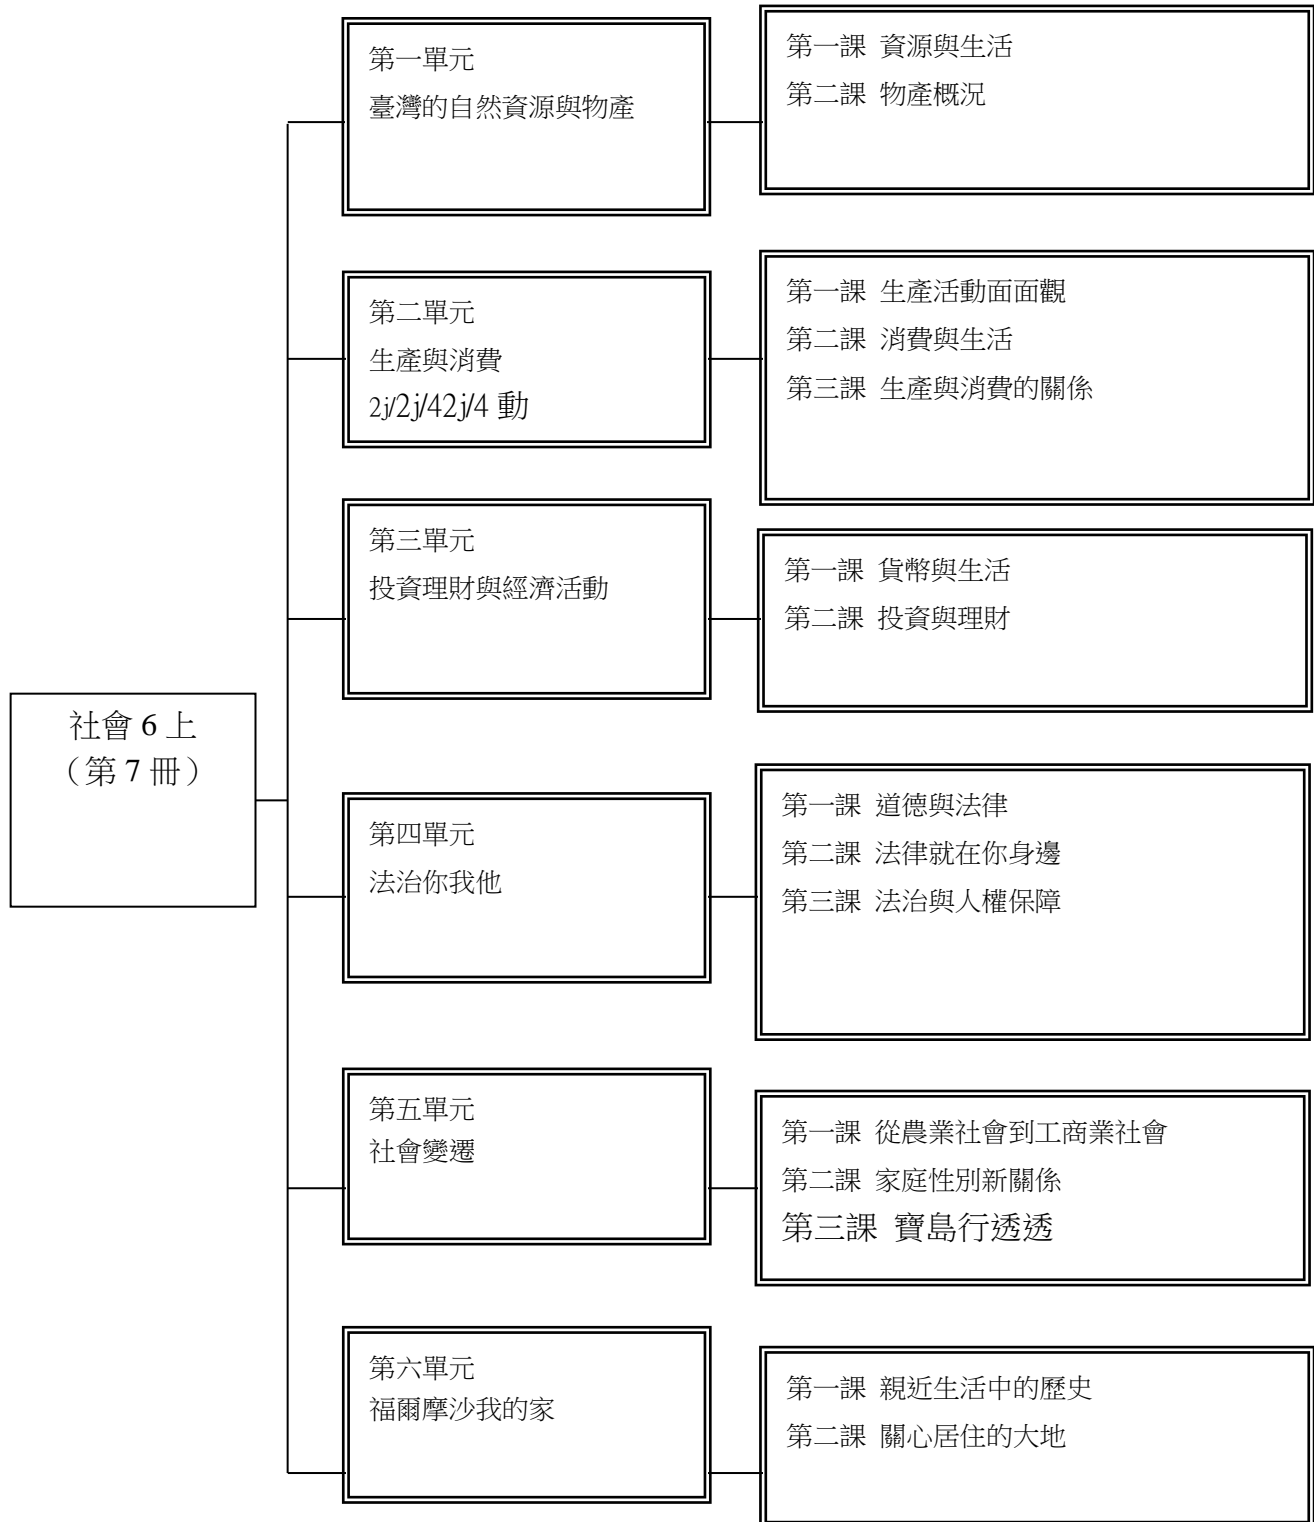 社會 6 上
（第 7 冊）
第一單元
臺灣的自然資源與物產
第一課 資源與生活
第二課 物產概況
第二單元
生產與消費
2j/2j/42j/4 動
第一課 生產活動面面觀
第二課 消費與生活
第三課 生產與消費的關係
第三單元
投資理財與經濟活動
第一課 貨幣與生活
第二課 投資與理財
第四單元
法治你我他
第一課 道德與法律
第二課 法律就在你身邊
第三課 法治與人權保障
第五單元
社會變遷
第一課 從農業社會到工商業社會
第二課 家庭性別新關係
第三課 寶島行透透
第六單元
福爾摩沙我的家
第一課 親近生活中的歷史
第二課 關心居住的大地